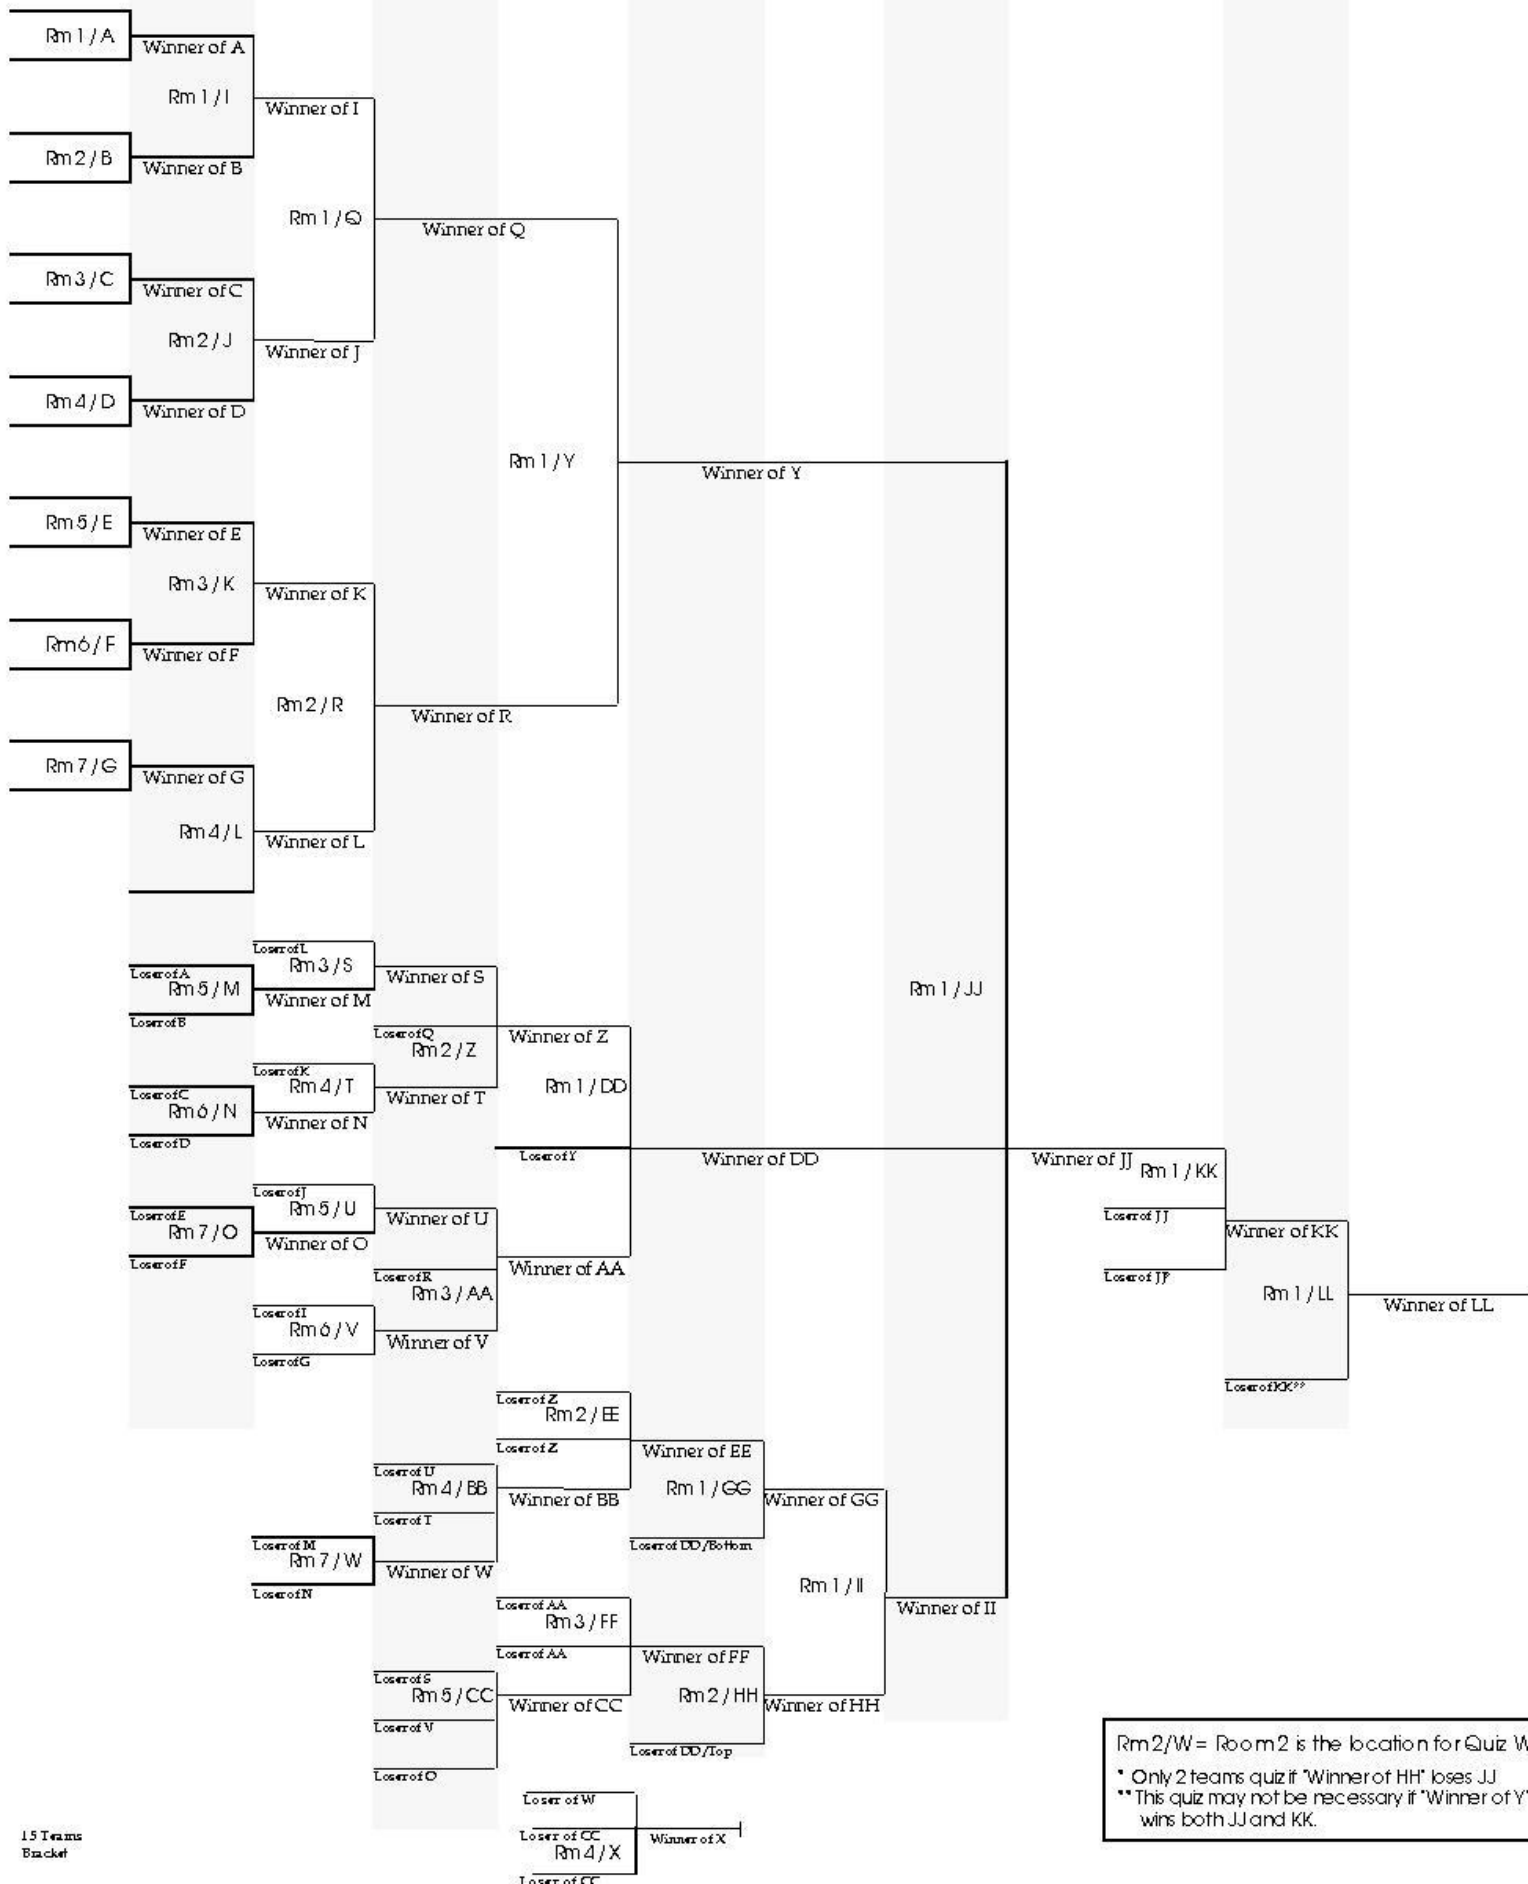 Rm 1 / A
Winner of A
Rm 1 / I
Winner of I
Rm 2 / B
Winner of B
Rm 1 / Q
Winner of Q
Rm 3 / C
Winner of C
Rm 2 / J
Winner of J
Rm 4 / D
Winner of D
Rm 1 / Y
Winner of Y
Rm 5 / E
Winner of E
Rm 3 / K
Winner of K
Rm 6 / F
Winner of F
Rm 2 / R
Winner of R
Rm 7 / G
Winner of G
Rm 4 / L
Winner of L
Loser of L
Rm 3 / S
Winner of S
Loser of A
Rm 5 / M
Winner of M
Loser of B
Rm 1 / JJ
Loser of Q
Rm 2 / Z
Winner of Z
Loser of K
Rm 4 / T
Winner of T
Rm 1 / DD
Loser of C
Rm 6 / N
Winner of N
Loser of D
Loser of Y
Winner of DD
Winner of JJ
Rm 1 / KK
Loser of J
Rm 5 / U
Winner of U
Loser of E
Rm 7 / O
Winner of O
Loser of F
Loser of JJ
Winner of KK
Loser of R
Rm 3 / AA
Winner of AA
Loser of JJ*
Rm 1 / LL
Winner of LL
Loser of I
Rm 6 / V
Winner of V
Loser of G
Loser of KK**
Loser of Z
Rm 2 / EE
Loser of Z
Winner of EE
Loser of U
Rm 4 / BB
Winner of BB
Rm 1 / GG
Winner of GG
Loser of T
Loser of M
Rm 7 / W
Winner of W
Loser of N
Loser of DD/Bottom
Rm 1 / II
Winner of II
Loser of AA
Rm 3 / FF
Loser of AA
Winner of FF
Loser of S
Rm 5 / CC
Winner of CC
Rm 2 / HH
Winner of HH
Loser of V
Loser of DD/Top
Loser of O
Rm 2/W = Room 2 is the location for Quiz W
* Only 2 teams quiz if "Winner of HH" loses JJ
** This quiz may not be necessary if "Winner of Y"
wins both JJ and KK.
Loser of W
Loser of CC
Rm 4 / X
Winner of X
Loser of CC
15 Teams
Bracket